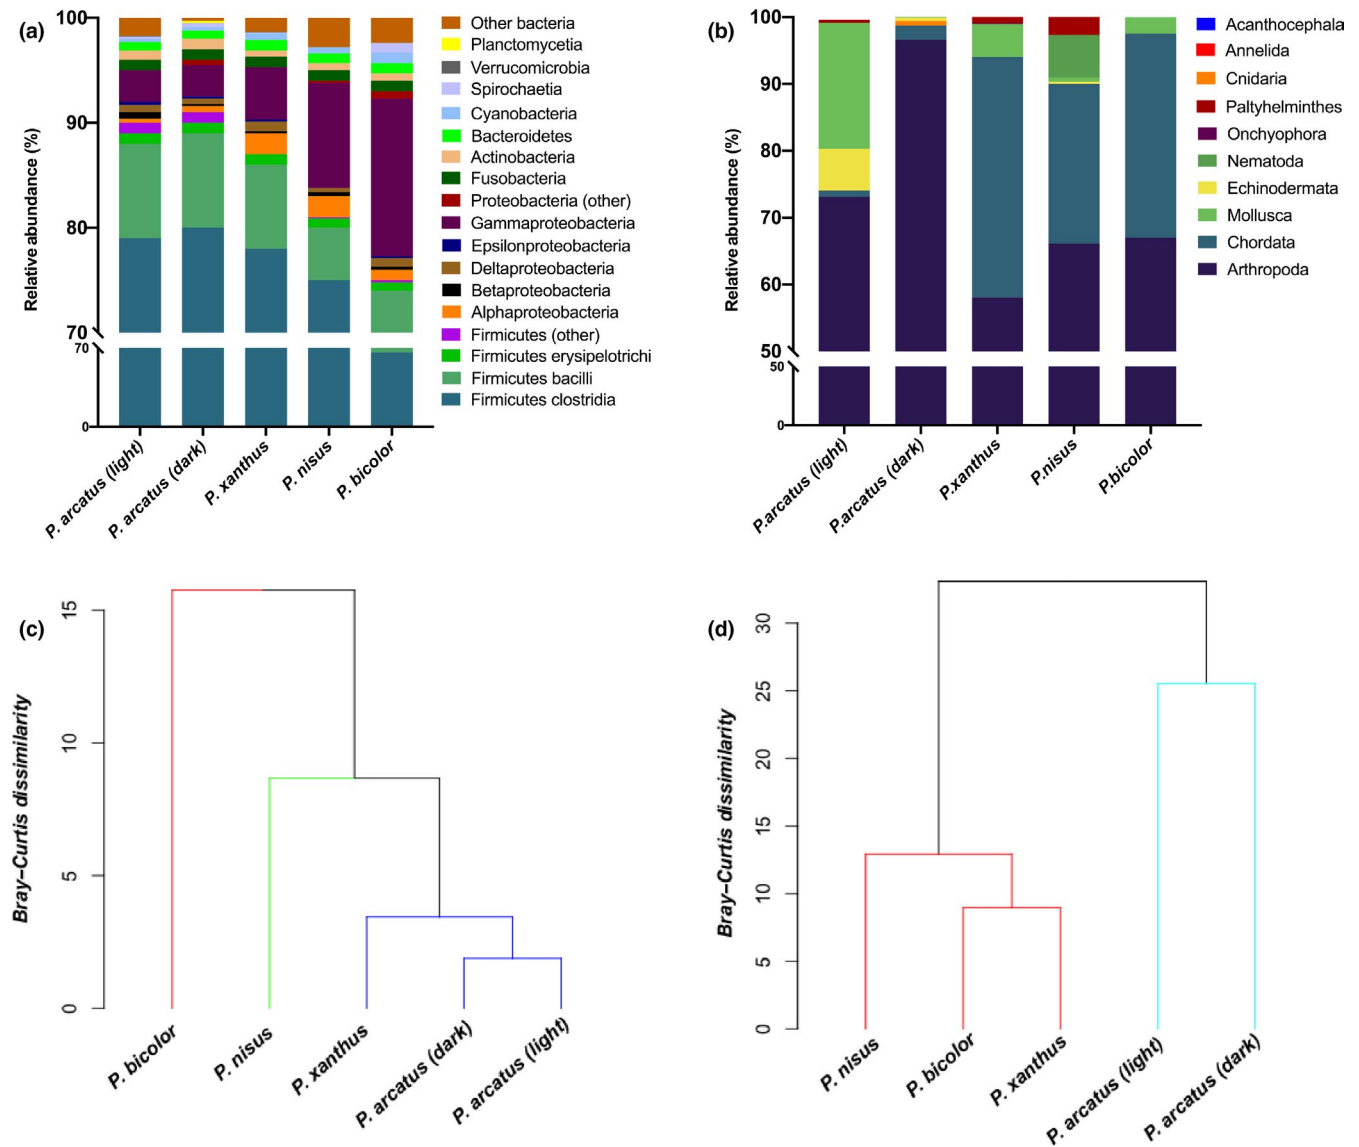 (a)
Relative abundance (%)
100
90
80
70
70
0
P. arcatus (light)
P. arcatus (dark)
P. xanthus
P. nisus
P. bicolor
Other bacteria
Planctomycetia
Verrucomicrobia
Spirochaetia
Cyanobacteria
Bacteroidetes
Actinobacteria
Fusobacteria
Proteobacteria (other)
Gammaproteobacteria
Epsilonproteobacteria
Deltaproteobacteria
Betaproteobacteria
Alphaproteobacteria
Firmicutes (other)
Firmicutes erysipelotrichi
Firmicutes bacilli
Firmicutes clostridia
(b)
Relative abundance (%)
100
90
80
70
60
50
50
0
P.arcatus (light)
P.arcatus (dark)
P.xanthus
P.nisus
P.bicolor
Acanthocephala
Annelida
Cnidaria
Paltyhelminthes
Onchyophora
Nematoda
Echinodermata
Mollusca
Chordata
Arthropoda
(c)
Bray–Curtis dissimilarity
15
10
5
0
P. bicolor
P. nisus
P. xanthus
P. arcatus (dark)
P. arcatus (light)
(d)
Bray–Curtis dissimilarity
30
25
20
15
10
5
0
P. nisus
P. bicolor
P. xanthus
P. arcatus (light)
P. arcatus (dark)